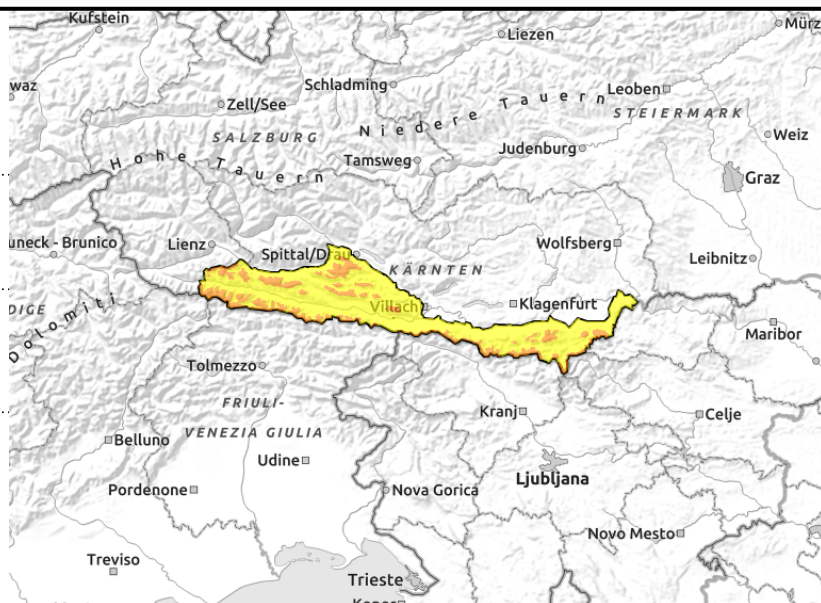 Kufstein
Liezen
Mürz
waz
Schladming
Leoben
Zell/See
Niedere Tauern
STEIERMARK
SALZBURG
Weiz
Judenburg
Hohe Tauern
Tamsweg
Graz
uneck - Brunico
Lienz
Spittal/Drau
KÄRNTEN
Wolfsberg
Leibnitz
DIGE
Dolomiti
Villach
Klagenfurt
Maribor
Tolmezzo
FRIULI-
VENEZIA GIULIA
Kranj
Celje
Belluno
Udine
Ljubljana
Pordenone
Nova Gorica
Novo Mesto
Treviso
Trieste